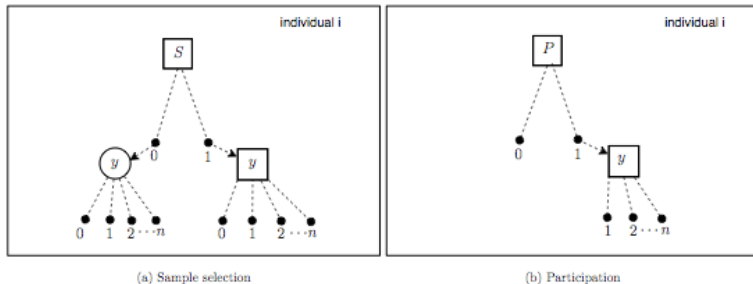 individual i
S
0
1
y
y
0 1 2 ···n
0 1 2 ···n
(a) Sample selection
individual i
P
0
1
y
1 2 ···n
(b) Participation